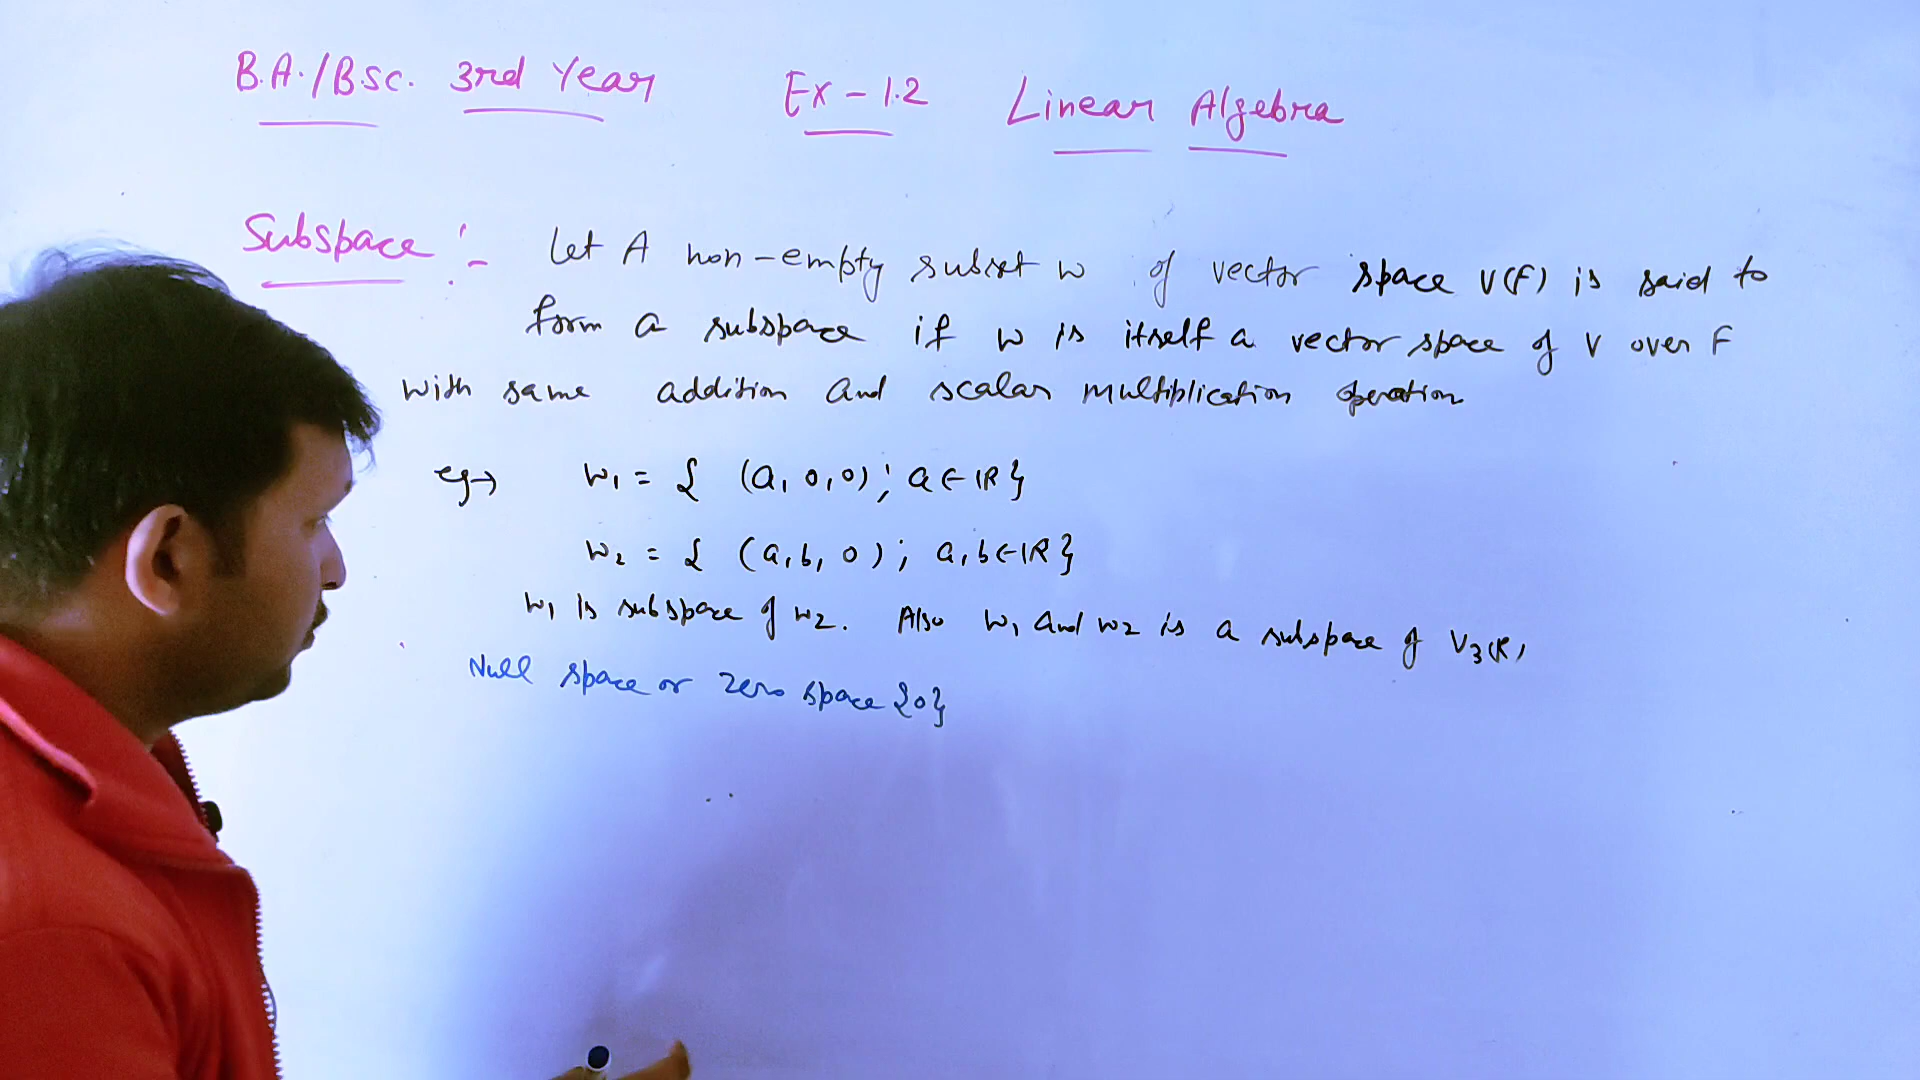 B.A./B.sc. 3rd Year Ex - 1.2 Linear Algebra
Subspace :- Let A non-empty subset W of vector space V(F) is said to
form a subspace if W is itself a vector space of V over F
with same addition and scalar multiplication operation
eg→ W₁ = { (a, 0, 0) ; a ∈ IR }
W₂ = { (a, b, 0) ; a, b ∈ IR }
W₁ is subspace of W₂. Also W₁ and W₂ is a subspace of V₃(R)
Null space or zero space {0}